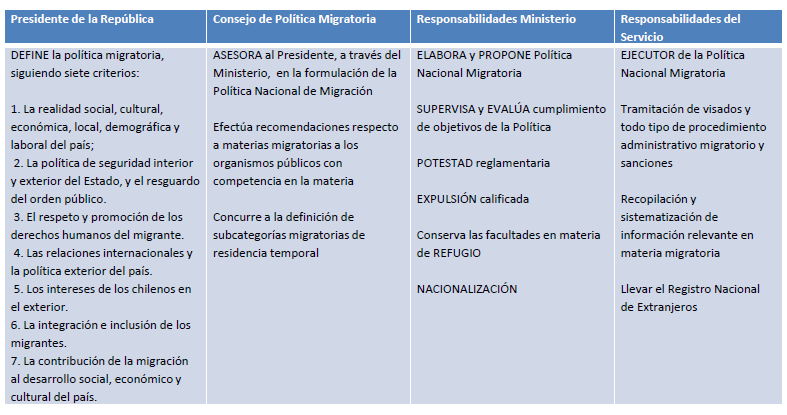 Presidente de la República
DEFINE la política migratoria,
siguiendo siete criterios:
1. La realidad social, cultural,
económica, local, demográfica y
laboral del país;
2. La política de seguridad interior
y exterior del Estado, y el resguardo
del orden público.
3. El respeto y promoción de los
derechos humanos del migrante.
4. Las relaciones internacionales y
la política exterior del país.
5. Los intereses de los chilenos en
el exterior.
6. La integración e inclusión de los
migrantes.
7. La contribución de la migración
al desarrollo social, económico y
cultural del país.
Consejo de Política Migratoria
ASESORA al Presidente, a través del
Ministerio, en la formulación de la
Política Nacional de Migración
Efectúa recomendaciones respecto
a materias migratorias a los
organismos públicos con
competencia en la materia
Concurre a la definición de
subcategorías migratorias de
residencia temporal
Responsabilidades Ministerio
ELABORA y PROPONE Política
Nacional Migratoria
SUPERVISA y EVALÚA cumplimiento
de objetivos de la Política
POTESTAD reglamentaria
EXPULSIÓN calificada
Conserva las facultades en materia
de REFUGIO
NACIONALIZACIÓN
Responsabilidades del
Servicio
EJECUTOR de la Política
Nacional Migratoria
Tramitación de visados y
todo tipo de procedimiento
administrativo migratorio y
sanciones
Recopilación y
sistematización de
información relevante en
materia migratoria
Llevar el Registro Nacional
de Extranjeros